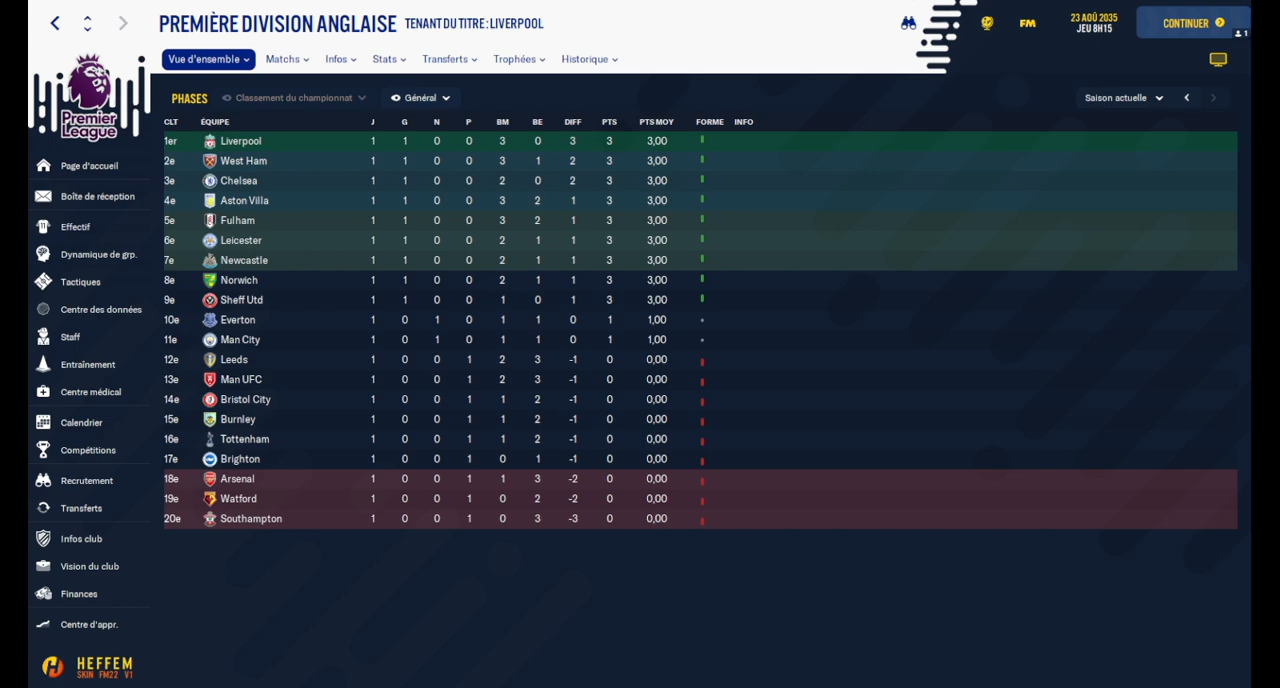 PREMIÈRE DIVISION ANGLAISE TENANT DU TITRE : LIVERPOOL
FM
23 AOÛ 2035
JEU 8H15
CONTINUER
1
Vue d'ensemble Matchs Infos Stats Transferts Trophées Historique
Premier League
PHASES Classement du championnat Général Saison actuelle
CLT ÉQUIPE J G N P BM BE DIFF PTS PTS MOY FORME INFO
1er Liverpool 1 1 0 0 3 0 3 3 3,00
2e West Ham 1 1 0 0 3 1 2 3 3,00
3e Chelsea 1 1 0 0 2 0 2 3 3,00
4e Aston Villa 1 1 0 0 3 2 1 3 3,00
5e Fulham 1 1 0 0 3 2 1 3 3,00
6e Leicester 1 1 0 0 2 1 1 3 3,00
7e Newcastle 1 1 0 0 2 1 1 3 3,00
8e Norwich 1 1 0 0 2 1 1 3 3,00
9e Sheff Utd 1 1 0 0 1 0 1 3 3,00
10e Everton 1 0 1 0 1 1 0 1 1,00
11e Man City 1 0 1 0 1 1 0 1 1,00
12e Leeds 1 0 0 1 2 3 -1 0 0,00
13e Man UFC 1 0 0 1 2 3 -1 0 0,00
14e Bristol City 1 0 0 1 1 2 -1 0 0,00
15e Burnley 1 0 0 1 1 2 -1 0 0,00
16e Tottenham 1 0 0 1 1 2 -1 0 0,00
17e Brighton 1 0 0 1 0 1 -1 0 0,00
18e Arsenal 1 0 0 1 1 3 -2 0 0,00
19e Watford 1 0 0 1 0 2 -2 0 0,00
20e Southampton 1 0 0 1 0 3 -3 0 0,00
Page d'accueil
Boîte de réception
Effectif
Dynamique de grp.
Tactiques
Centre des données
Staff
Entraînement
Centre médical
Calendrier
Compétitions
Recrutement
Transferts
Infos club
Vision du club
Finances
Centre d'appr.
HEFFEM
SKIN FM22 V1